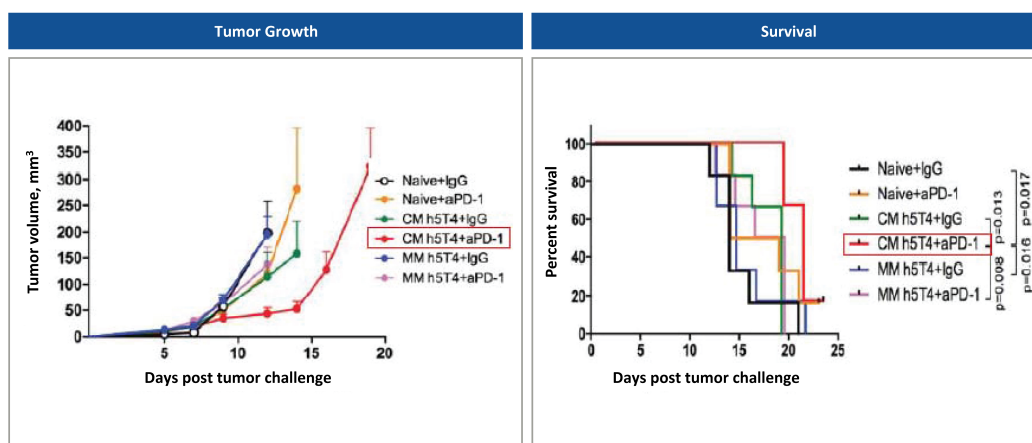 Tumor Growth
Tumor volume, mm³
400
350
300
250
200
150
100
50
0
5
10
15
20
Days post tumor challenge
Naive+IgG
Naive+aPD-1
CM h5T4+IgG
CM h5T4+aPD-1
MM h5T4+IgG
MM h5T4+aPD-1
Survival
Percent survival
100
80
60
40
20
0
0
5
10
15
20
25
Days post tumor challenge
Naive+IgG
Naive+aPD-1
CM h5T4+IgG
CM h5T4+aPD-1
MM h5T4+IgG
MM h5T4+aPD-1
p=0.013
p=0.008
p=0.017
p=0.016